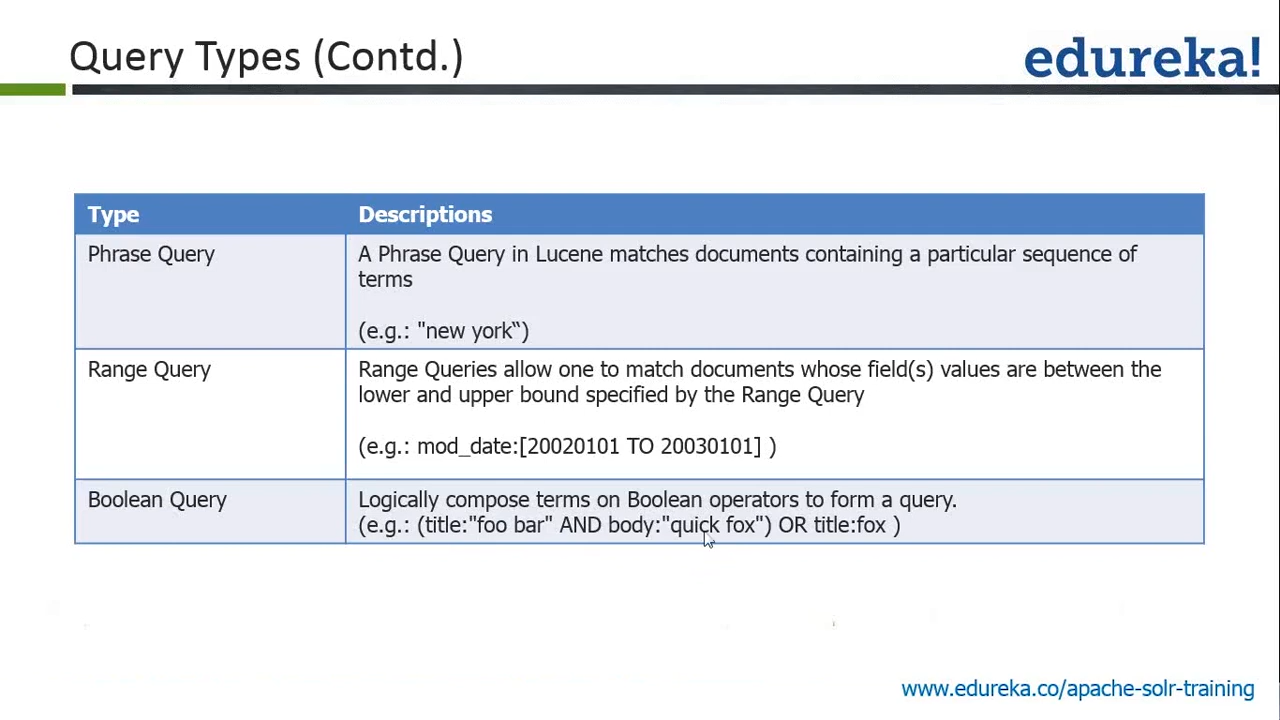 Query Types (Contd.)
edureka!
Type
Descriptions
Phrase Query
A Phrase Query in Lucene matches documents containing a particular sequence of
terms
(e.g.: "new york“)
Range Query
Range Queries allow one to match documents whose field(s) values are between the
lower and upper bound specified by the Range Query
(e.g.: mod_date:[20020101 TO 20030101] )
Boolean Query
Logically compose terms on Boolean operators to form a query.
(e.g.: (title:"foo bar" AND body:"quick fox") OR title:fox )
www.edureka.co/apache-solr-training